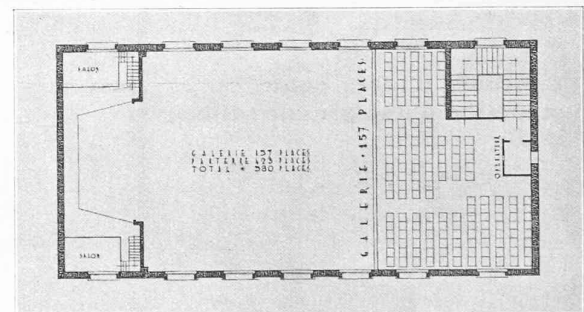 SALON
GALERIE 157 PLACES
PARTERRE 423 PLACES
TOTAL = 580 PLACES
GALERIE • 157 PLACES
OPERATEUR
SALON